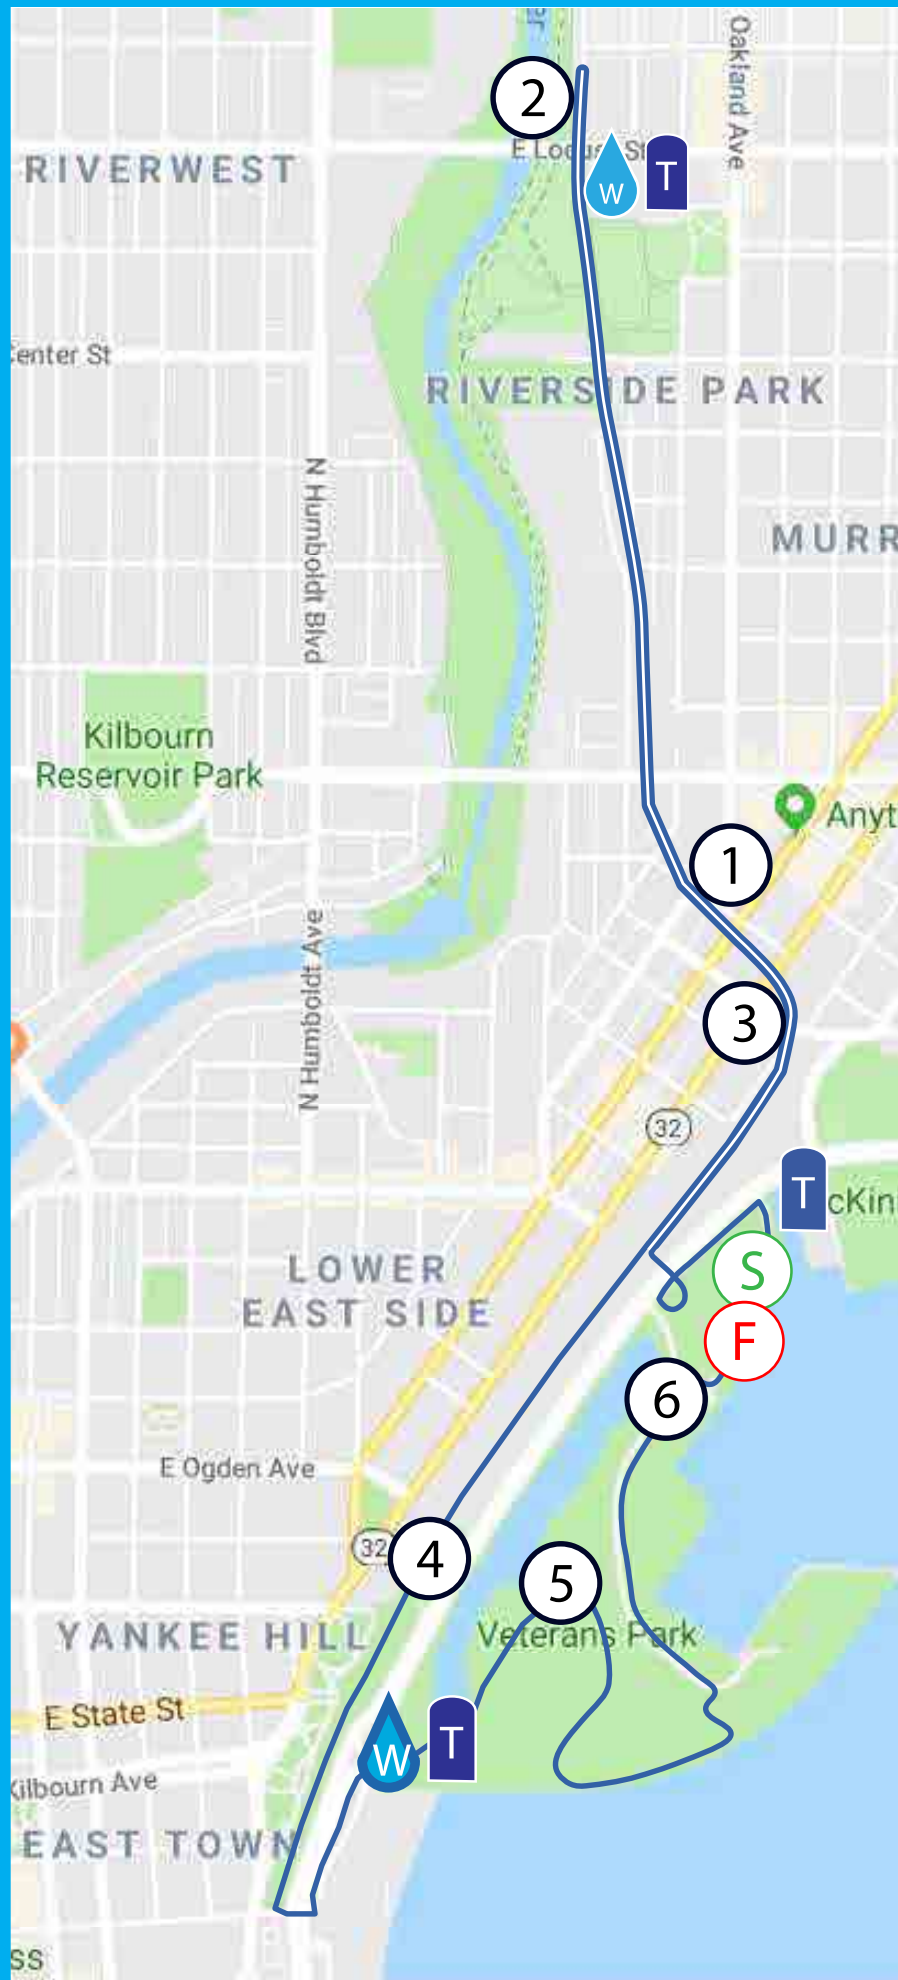 Oakland Ave
2
E Locust St
W
T
RIVERWEST
Center St
RIVERSIDE PARK
N Humboldt Blvd
MURR
Kilbourn
Reservoir Park
Anyt
1
N Humboldt Ave
3
32
T
cKin
S
LOWER
EAST SIDE
F
6
E Ogden Ave
32
4
5
YANKEE HILL
Veterans Park
E State St
W
T
Kilbourn Ave
EAST TOWN
ss